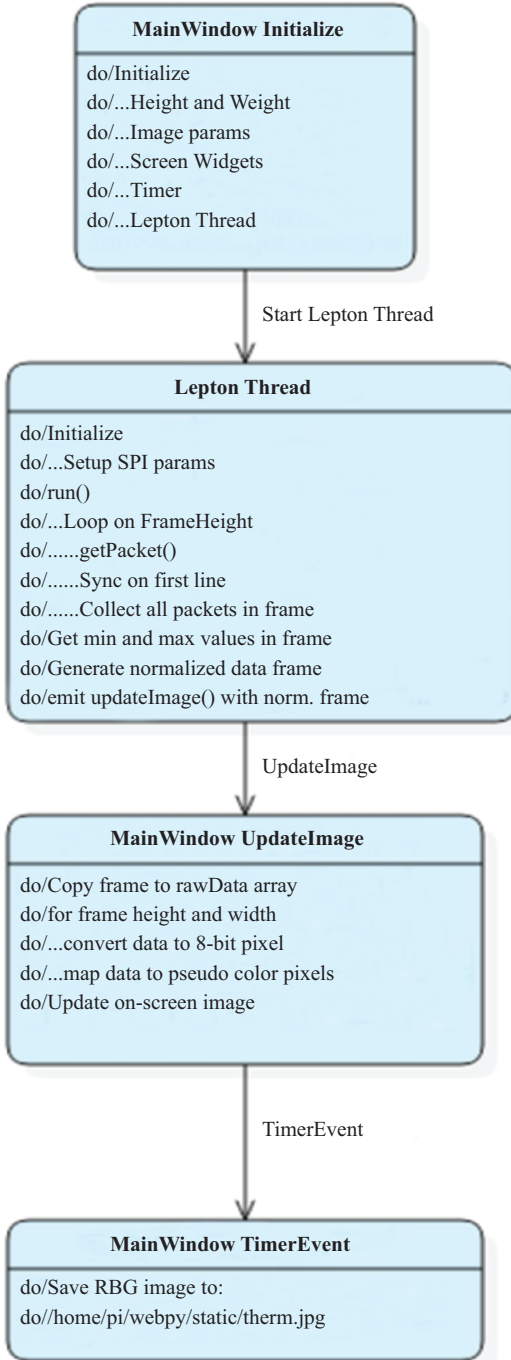 MainWindow Initialize
do/Initialize
do/...Height and Weight
do/...Image params
do/...Screen Widgets
do/...Timer
do/...Lepton Thread
Start Lepton Thread
Lepton Thread
do/Initialize
do/...Setup SPI params
do/run()
do/...Loop on FrameHeight
do/......getPacket()
do/......Sync on first line
do/......Collect all packets in frame
do/Get min and max values in frame
do/Generate normalized data frame
do/emit updateImage() with norm. frame
UpdateImage
MainWindow UpdateImage
do/Copy frame to rawData array
do/for frame height and width
do/...convert data to 8-bit pixel
do/...map data to pseudo color pixels
do/Update on-screen image
TimerEvent
MainWindow TimerEvent
do/Save RBG image to:
do//home/pi/webpy/static/therm.jpg